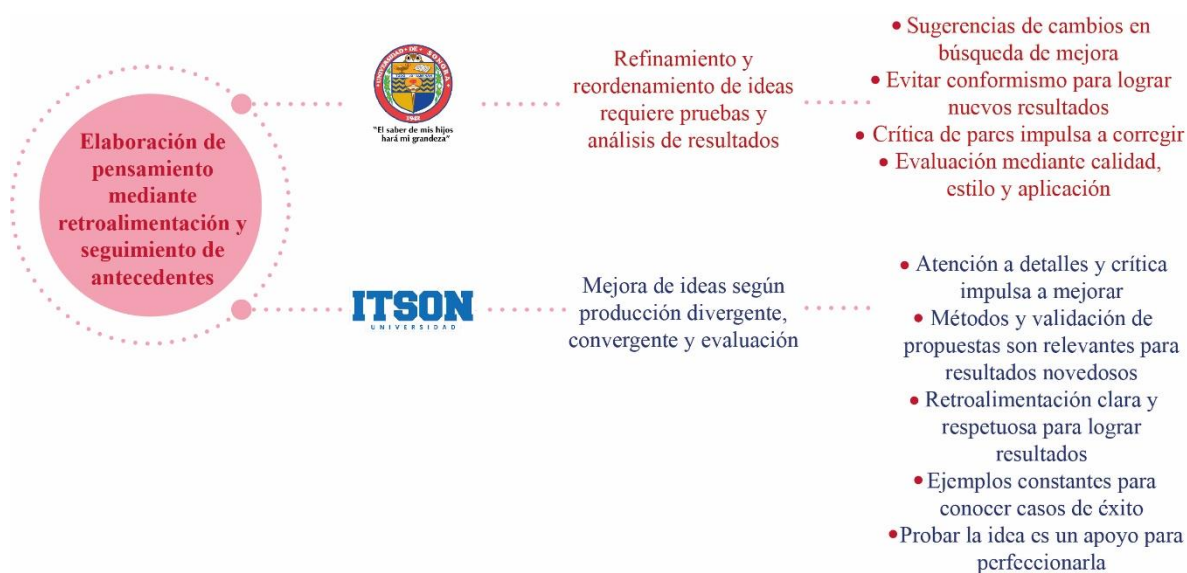 Elaboración de
pensamiento
mediante
retroalimentación y
seguimiento de
antecedentes
UNIVERSIDAD DE SONORA
1942
"El saber de mis hijos
hará mi grandeza"
Refinamiento y
reordenamiento de ideas
requiere pruebas y
análisis de resultados
• Sugerencias de cambios en
búsqueda de mejora
• Evitar conformismo para lograr
nuevos resultados
• Crítica de pares impulsa a corregir
• Evaluación mediante calidad,
estilo y aplicación
ITSON
UNIVERSIDAD
Mejora de ideas según
producción divergente,
convergente y evaluación
• Atención a detalles y crítica
impulsa a mejorar
• Métodos y validación de
propuestas son relevantes para
resultados novedosos
• Retroalimentación clara y
respetuosa para lograr
resultados
• Ejemplos constantes para
conocer casos de éxito
• Probar la idea es un apoyo para
perfeccionarla